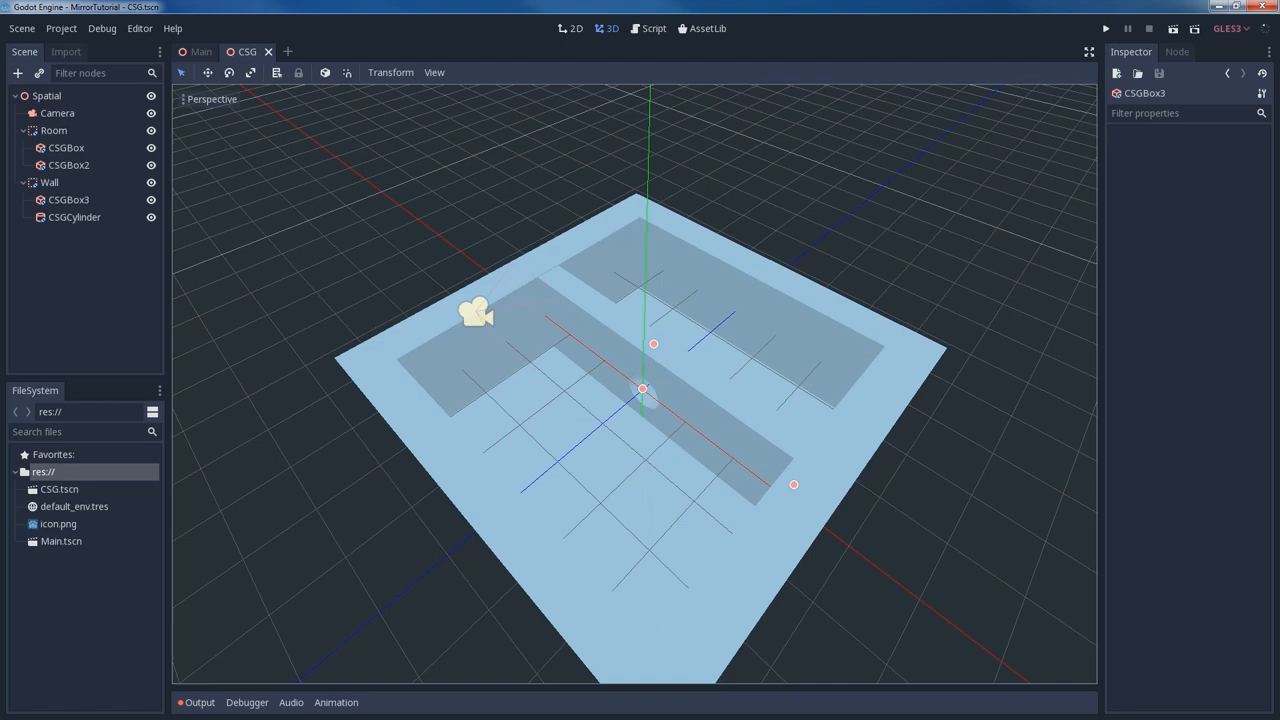 Godot Engine - MirrorTutorial - CSG.tscn
Scene Project Debug Editor Help
2D 3D Script AssetLib
GLES3
Scene Import
Main CSG
Inspector Node
Filter nodes
Transform View
Perspective
CSGBox3
Filter properties
Spatial
Camera
Room
CSGBox
CSGBox2
Wall
CSGBox3
CSGCylinder
FileSystem
res://
Search files
Favorites:
res://
CSG.tscn
default_env.tres
icon.png
Main.tscn
Output Debugger Audio Animation